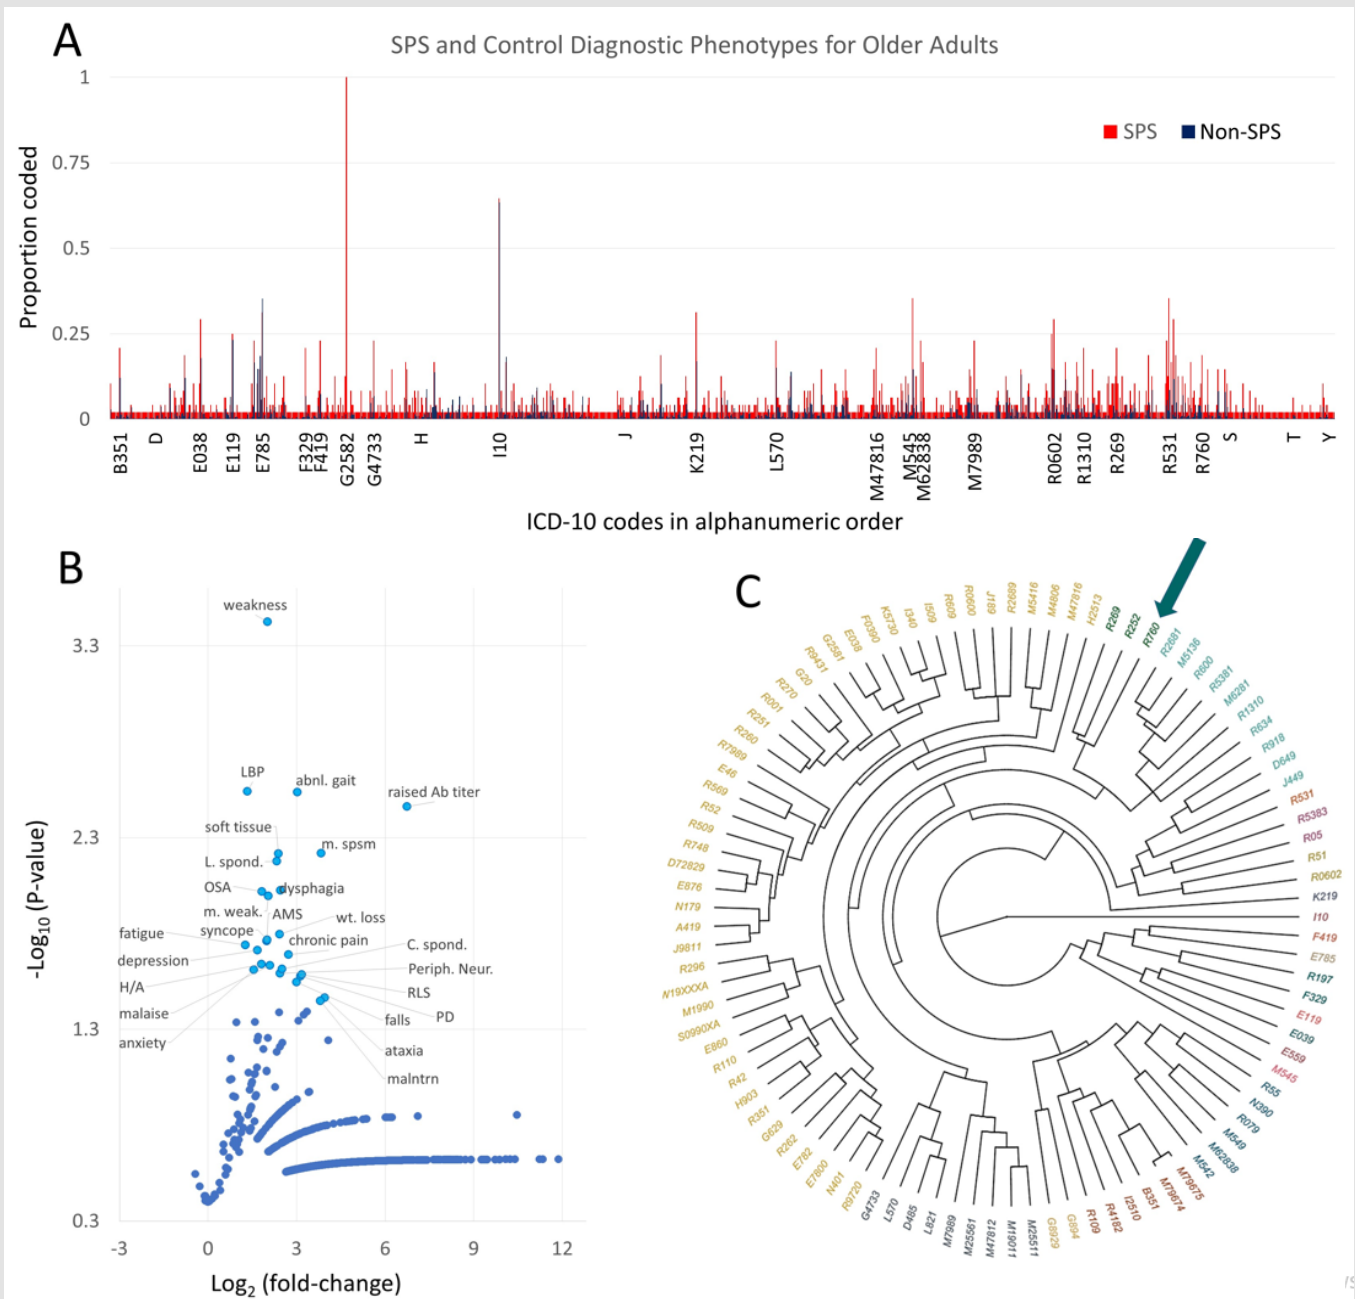 A
SPS and Control Diagnostic Phenotypes for Older Adults
1
0.75
0.5
0.25
0
Proportion coded
SPS
Non-SPS
B351
D
E038
E119
E785
F329
F419
G2582
G4733
H
I10
J
K219
L570
M47816
M545
M62838
M7989
R0602
R1310
R269
R531
R760
S
T
Y
ICD-10 codes in alphanumeric order
B
-Log10 (P-value)
3.3
2.3
1.3
0.3
weakness
LBP
abnl. gait
raised Ab titer
soft tissue
m. spsm
L. spond.
OSA
dysphagia
m. weak.
AMS
wt. loss
syncope
fatigue
chronic pain
C. spond.
depression
Periph. Neur.
H/A
RLS
malaise
falls
PD
anxiety
ataxia
malntrn
-3
0
3
6
9
12
Log2 (fold-change)
C
R269
R252
R760
R2681
M5136
R600
R5381
M6281
R1310
R634
R918
D649
J449
R531
R5383
R05
R51
R0602
K219
I10
F419
E785
R197
F329
E119
E039
E559
M545
R55
N390
R079
M549
M62838
M542
M79675
M79674
B351
I2510
R4182
R109
G894
G8929
M25511
M16011
M47812
M25561
M7989
L821
D485
L570
G4733
R9720
N401
E7800
E782
R262
G629
R351
H903
R42
R110
E860
S0990XA
M1990
W19XXXA
R296
J9811
A419
N179
E876
D72829
R748
R509
R52
R569
E46
R7989
R260
R251
R001
R270
G20
R9431
G2581
E038
F0390
K5730
I340
I509
R609
R0600
J189
R2689
M5416
M4806
M47816
H2513